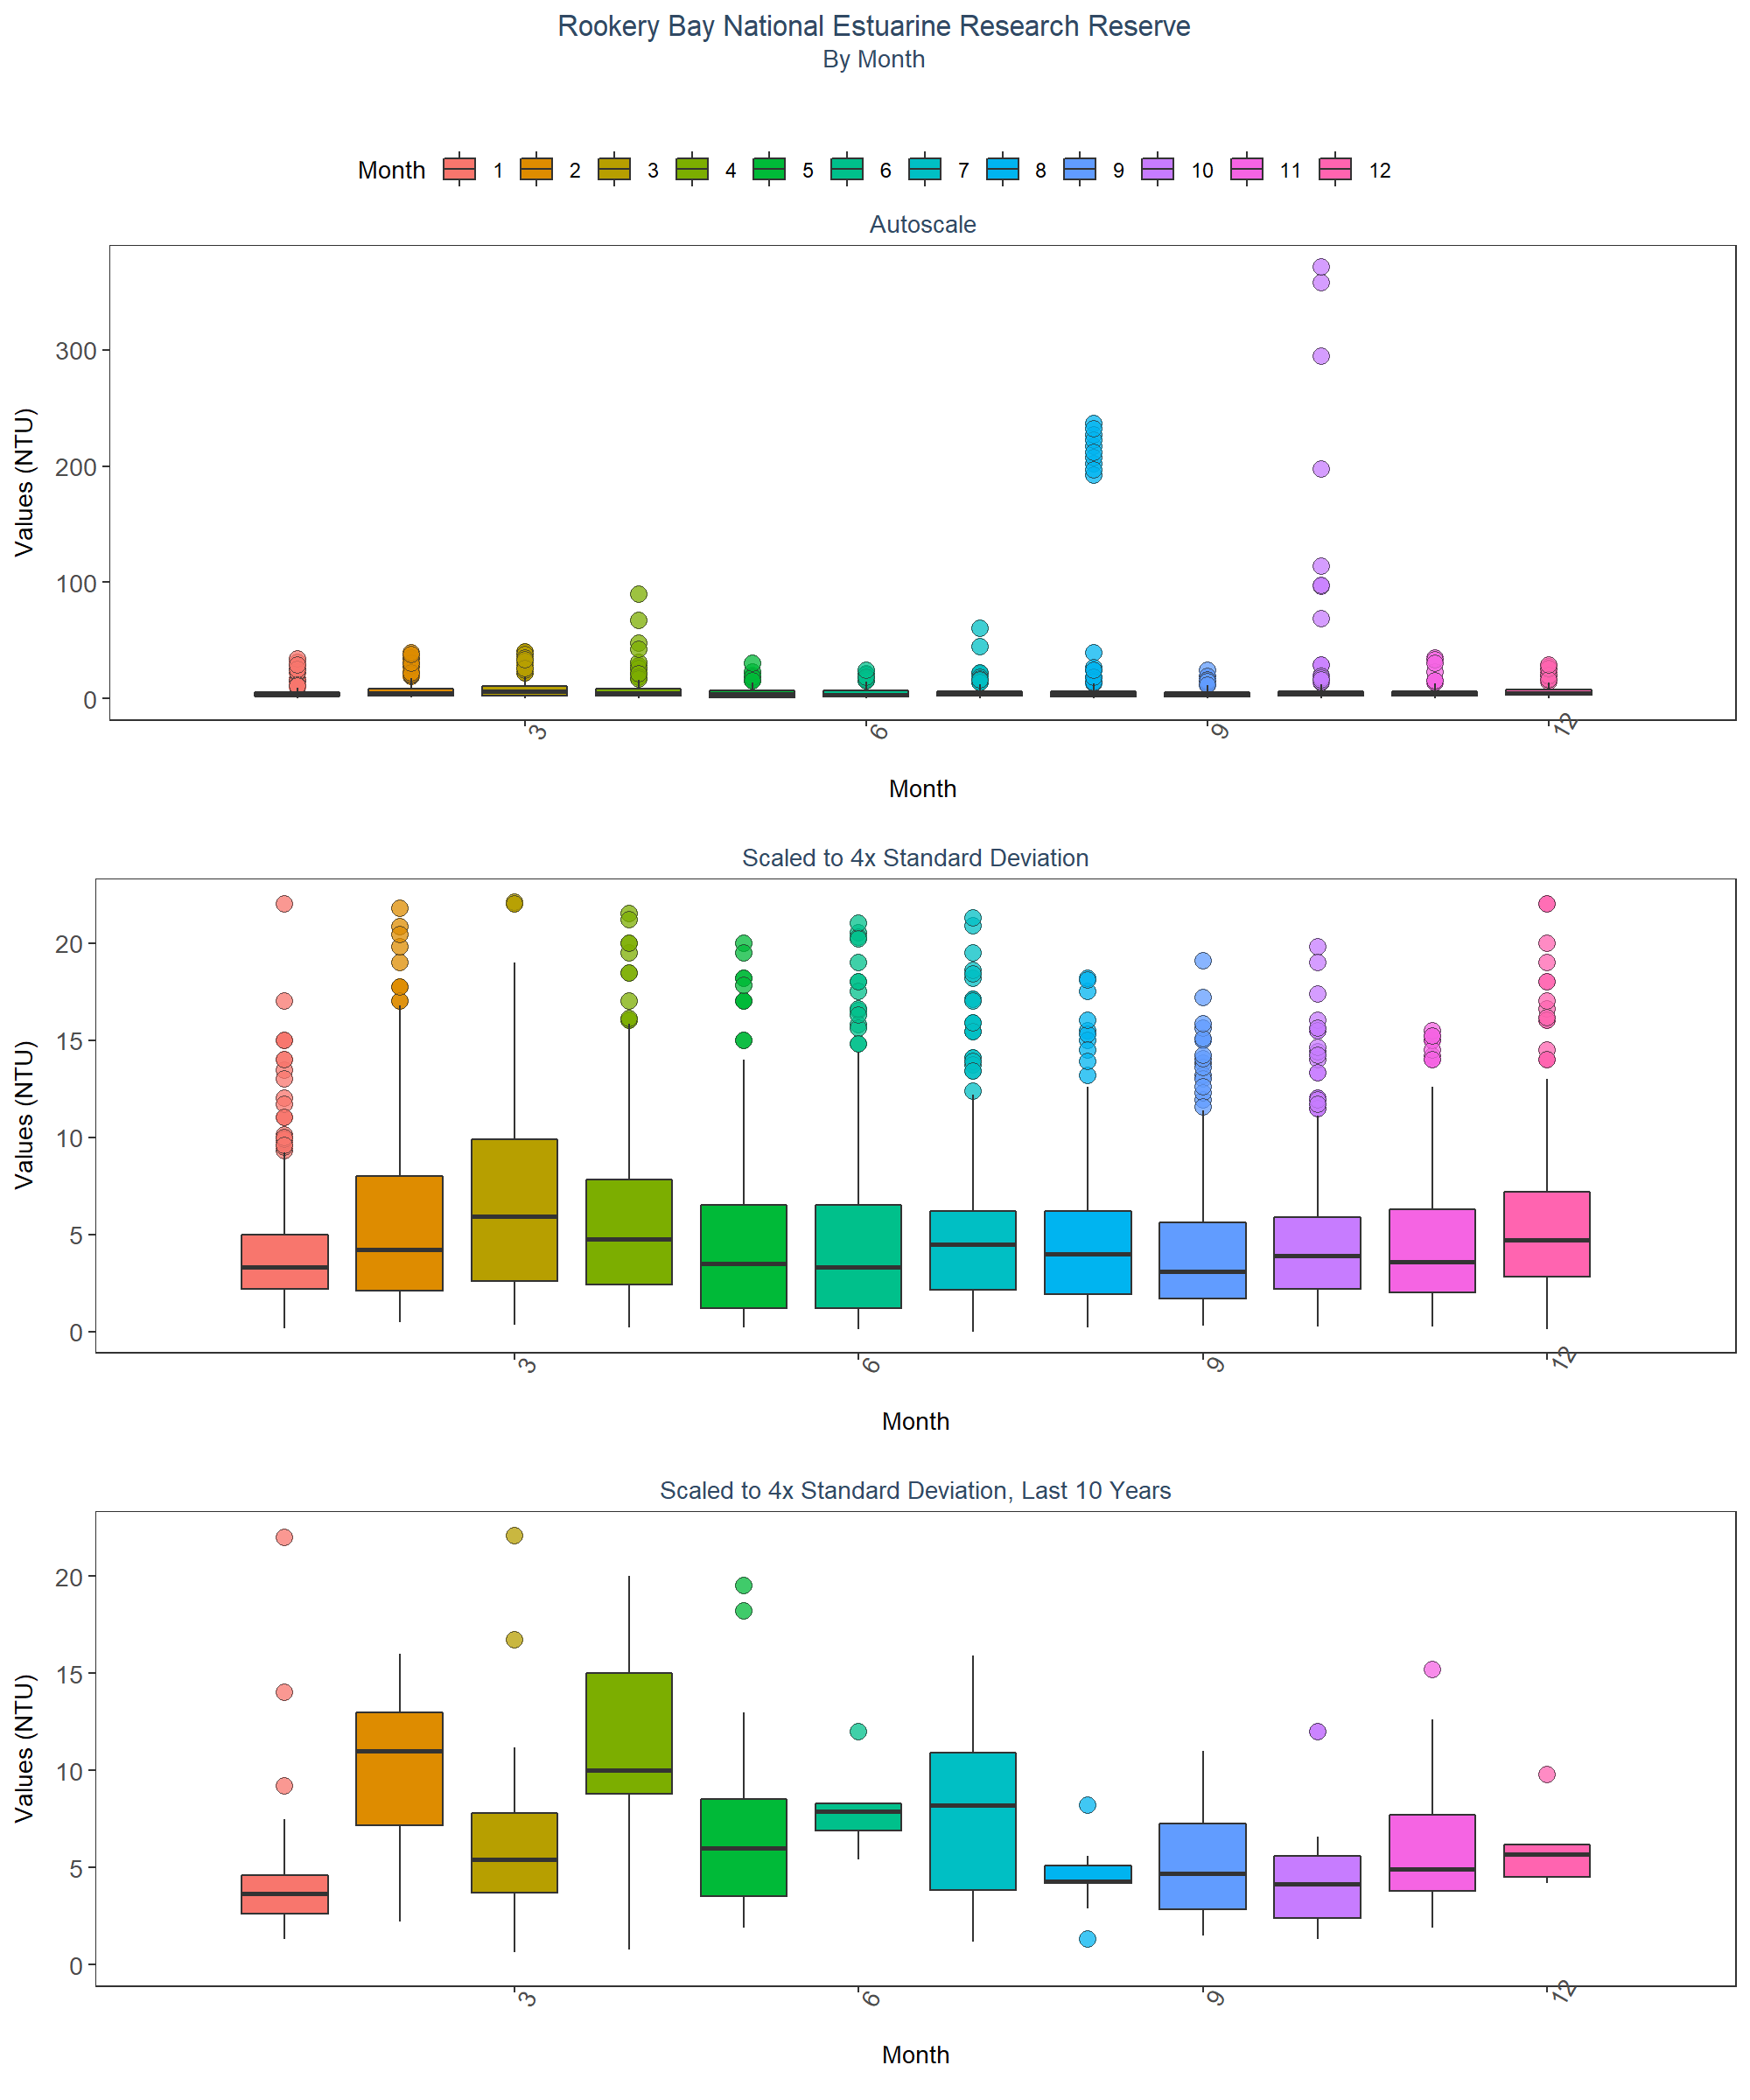 Rookery Bay National Estuarine Research Reserve
By Month
Month 1 2 3 4 5 6 7 8 9 10 11 12
Autoscale
Values (NTU)
300
200
100
0
3 6 9 12
Month
Scaled to 4x Standard Deviation
Values (NTU)
20
15
10
5
0
3 6 9 12
Month
Scaled to 4x Standard Deviation, Last 10 Years
Values (NTU)
20
15
10
5
0
3 6 9 12
Month